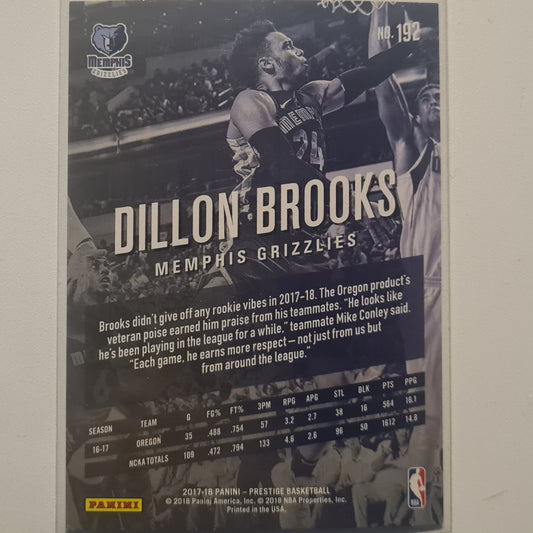 MEMPHIS
GRIZZLIES
NO. 192
24
DILLON BROOKS
MEMPHIS GRIZZLIES
Brooks didn't give off any rookie vibes in 2017–18. The Oregon product's
veteran poise earned him praise from his teammates. "He looks like
he's been playing in the league for a while," teammate Mike Conley said.
"Each game, he earns more respect – not just from us but
from around the league."
SEASON TEAM G FG% FT% 3PM RPG APG STL BLK PTS PPG
16-17 OREGON 35 .488 .754 57 3.2 2.7 38 16 564 16.1
NCAA TOTALS 109 .472 .764 133 4.6 2.6 96 50 1612 14.8
PANINI
2017-18 PANINI – PRESTIGE BASKETBALL
© 2018 Panini America, Inc. © 2018 NBA Properties, Inc.
Printed in the USA.
NBA